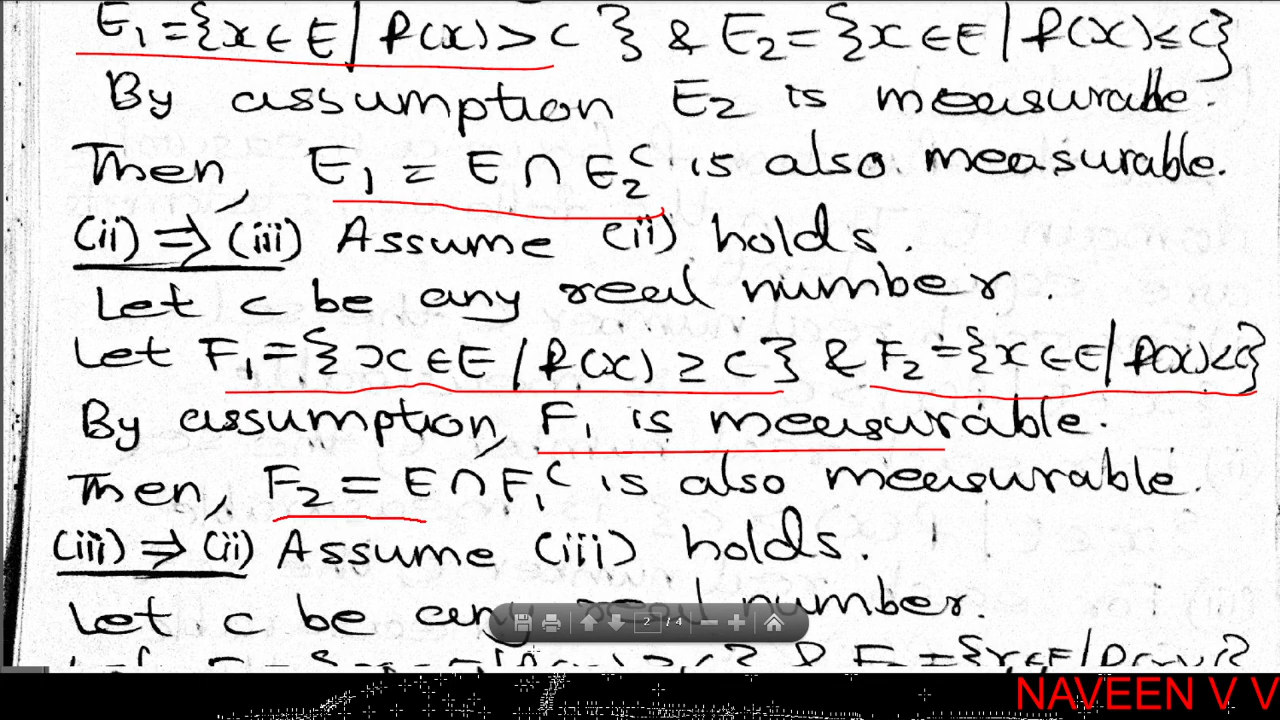 E₁={x∈E | f(x)>c } & E₂={x∈E | f(x)≤c}
By assumption E₂ is measurable.
Then, E₁ = E ∩ E₂ᶜ is also measurable.
(ii) ⇒ (iii) Assume (ii) holds.
Let c be any real number.
Let F₁={x∈E | f(x) ≥ c} & F₂={x∈E | f(x)<c}
By assumption, F₁ is measurable.
Then, F₂ = E∩F₁ᶜ is also measurable.
(iii) ⇒ (ii) Assume (iii) holds.
Let c be any real number.
2 / 4
NAVEEN V V